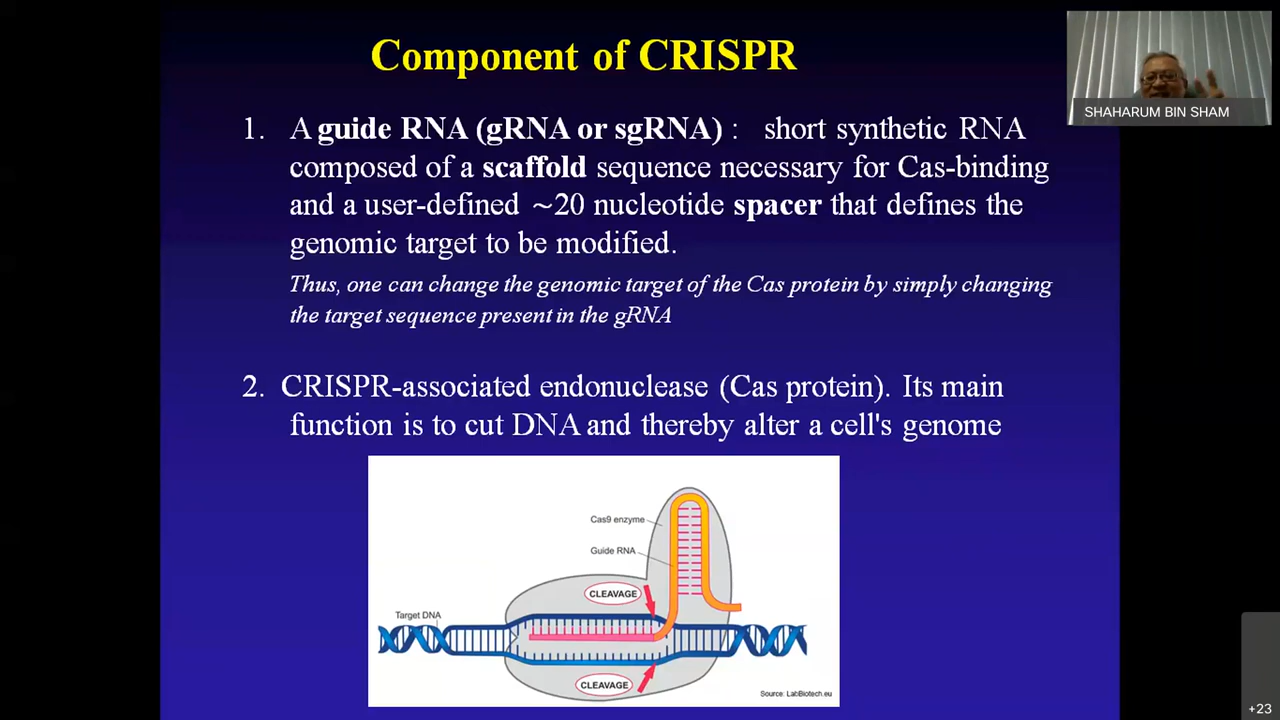 Component of CRISPR
SHAHARUM BIN SHAM
1. A guide RNA (gRNA or sgRNA) : short synthetic RNA
composed of a scaffold sequence necessary for Cas-binding
and a user-defined ~20 nucleotide spacer that defines the
genomic target to be modified.
Thus, one can change the genomic target of the Cas protein by simply changing
the target sequence present in the gRNA
2. CRISPR-associated endonuclease (Cas protein). Its main
function is to cut DNA and thereby alter a cell's genome
Cas9 enzyme
Guide RNA
CLEAVAGE
Target DNA
CLEAVAGE
Source: LabBiotech.eu
+23